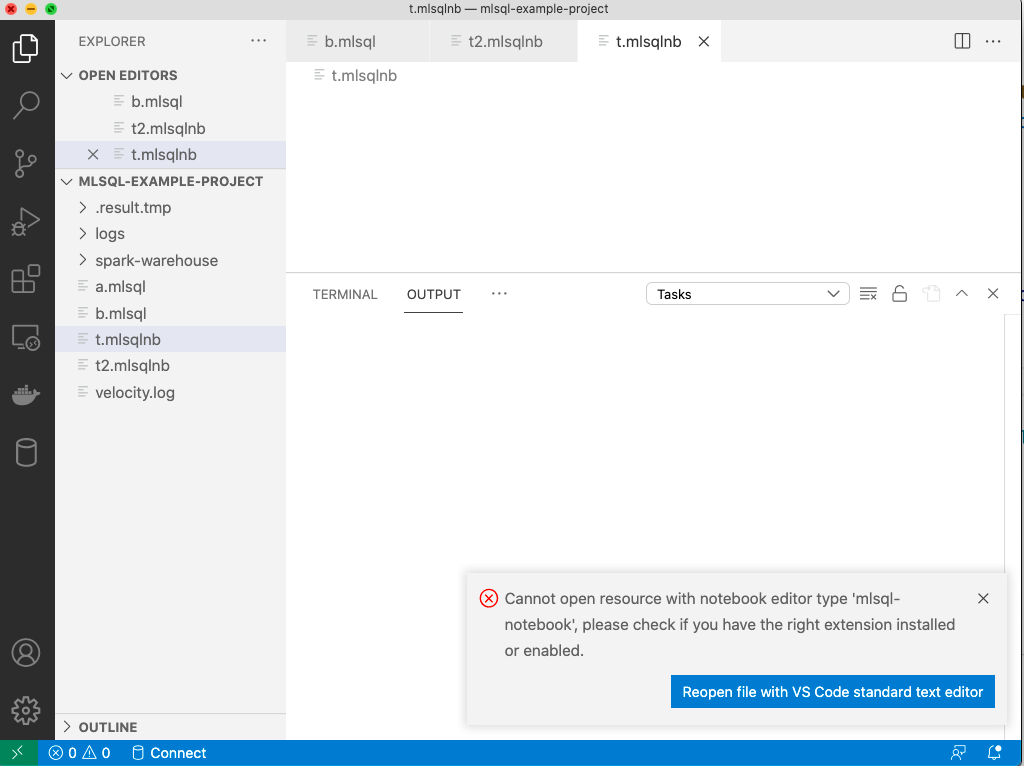 t.mlsqlnb — mlsql-example-project
EXPLORER
OPEN EDITORS
b.mlsql
t2.mlsqlnb
t.mlsqlnb
MLSQL-EXAMPLE-PROJECT
.result.tmp
logs
spark-warehouse
a.mlsql
b.mlsql
t.mlsqlnb
t2.mlsqlnb
velocity.log
OUTLINE
b.mlsql
t2.mlsqlnb
t.mlsqlnb
t.mlsqlnb
TERMINAL
OUTPUT
Tasks
Cannot open resource with notebook editor type 'mlsql-
notebook', please check if you have the right extension installed
or enabled.
Reopen file with VS Code standard text editor
0
0
Connect